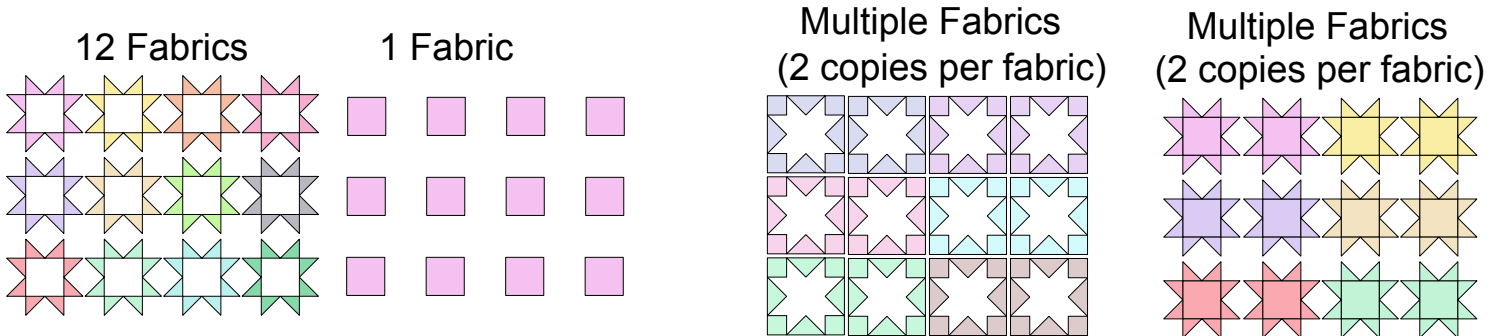 12 Fabrics
1 Fabric
Multiple Fabrics
(2 copies per fabric)
Multiple Fabrics
(2 copies per fabric)